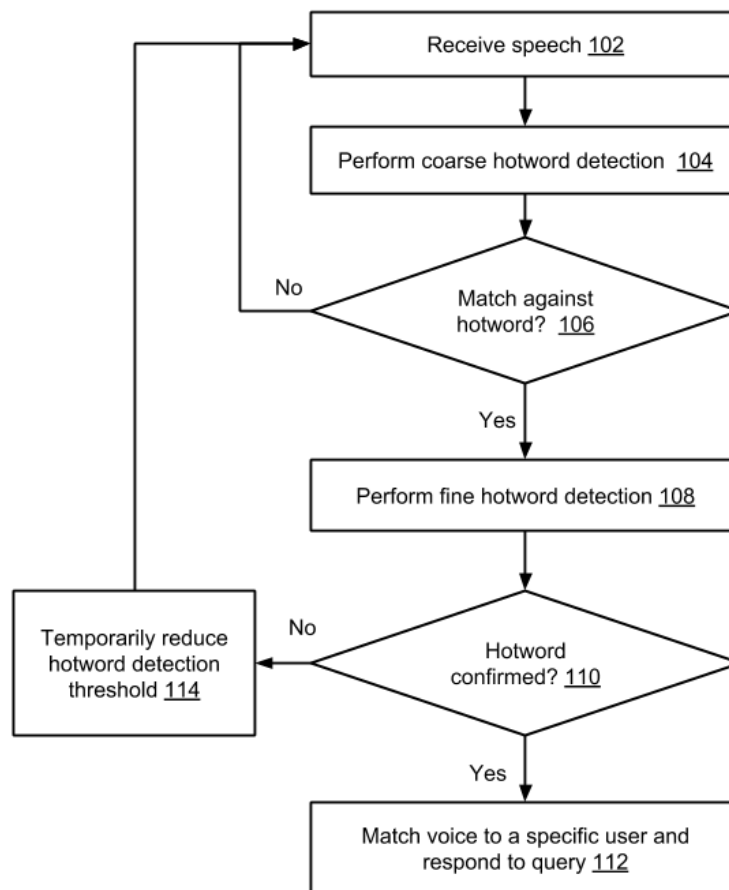 Receive speech 102
Perform coarse hotword detection 104
No
Match against
hotword? 106
Yes
Perform fine hotword detection 108
Temporarily reduce
hotword detection
threshold 114
No
Hotword
confirmed? 110
Yes
Match voice to a specific user and
respond to query 112